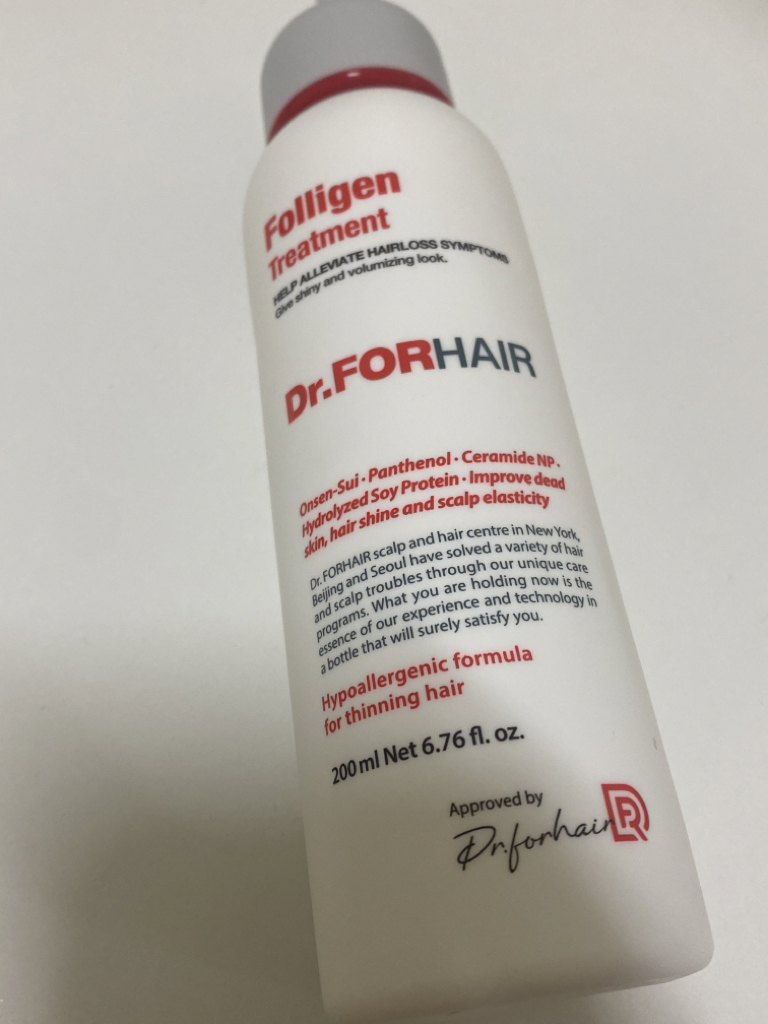 Folligen
Treatment
HELP ALLEVIATE HAIRLOSS SYMPTOMS
Give shiny and volumizing look.
Dr.FORHAIR
Onsen-Sui · Panthenol · Ceramide NP ·
Hydrolyzed Soy Protein · Improve dead
skin, hair shine and scalp elasticity
Dr. FORHAIR scalp and hair centre in New York,
Beijing and Seoul have solved a variety of hair
and scalp troubles through our unique care
programs. What you are holding now is the
essence of our experience and technology in
a bottle that will surely satisfy you.
Hypoallergenic formula
for thinning hair
200 ml Net 6.76 fl. oz.
Approved by
Dr.forhair